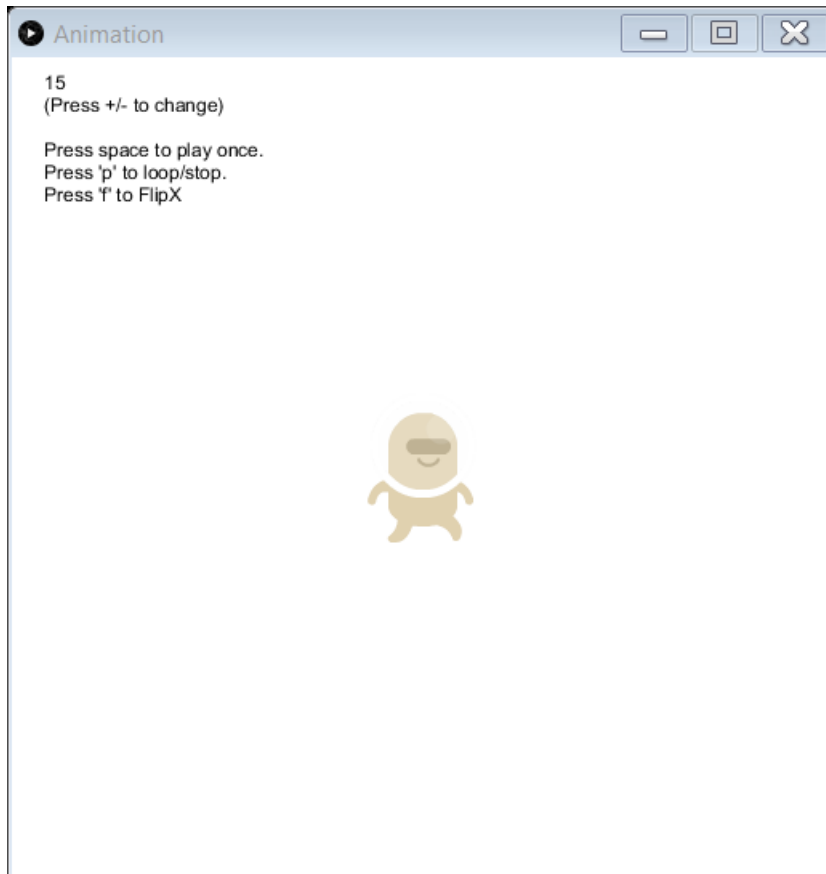 Animation
15
(Press +/- to change)
Press space to play once.
Press 'p' to loop/stop.
Press 'f' to FlipX